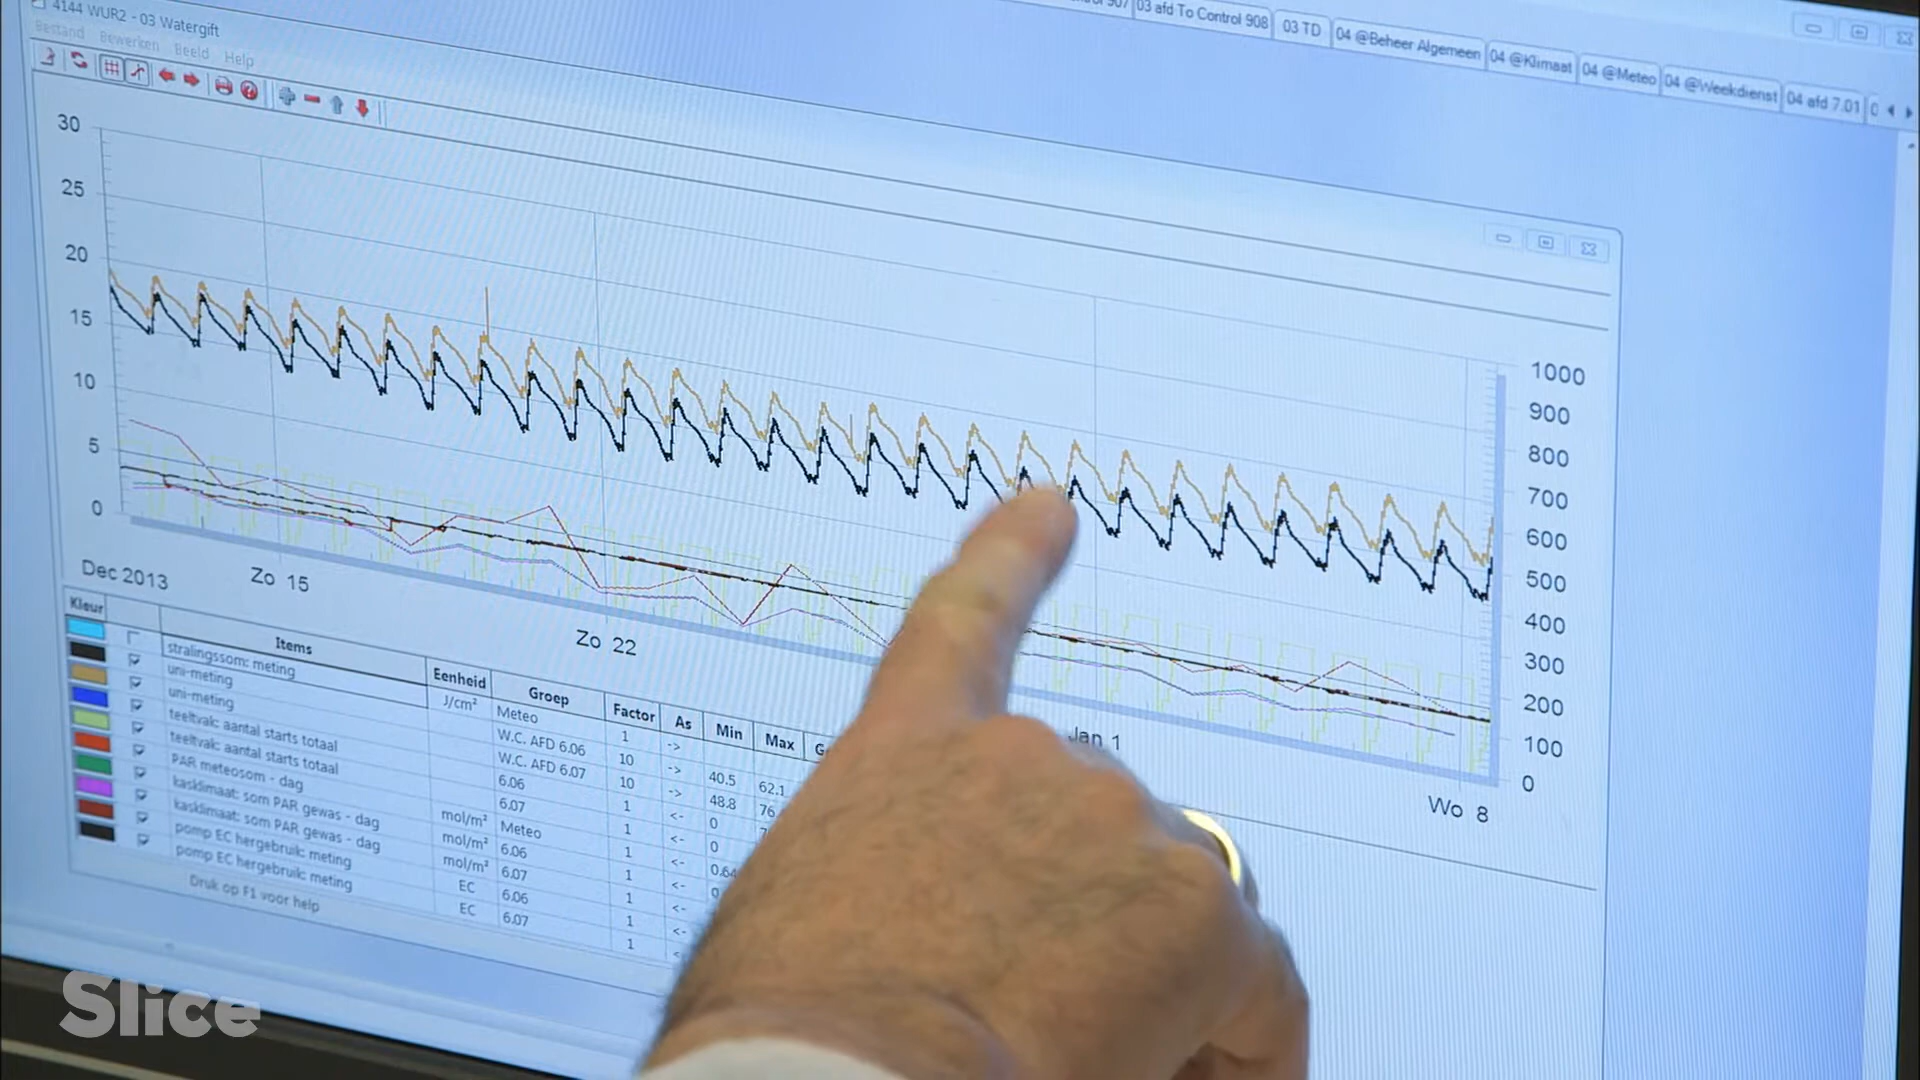 4144 WUR2 - 03 Watergift
Bestand Bewerken Beeld Help
03 afd To Control 908 03 TD 04 @Beheer Algemeen 04 @Klimaat 04 @Meteo 04 @Weekdienst 04 afd 7.01
30
25
20
15
10
5
0
1000
900
800
700
600
500
400
300
200
100
0
Dec 2013 Zo 15 Zo 22 Jan 1 Wo 8
Kleur Items Eenheid Groep Factor As Min Max
stralingssom: meting J/cm² Meteo 1 ->
uni-meting W.C. AFD 6.06 10 -> 40.5 62.1
uni-meting W.C. AFD 6.07 10 -> 48.8 76
teeltvak: aantal starts totaal 6.06 1 <- 0
teeltvak: aantal starts totaal 6.07 1 <- 0
PAR meteosom - dag mol/m² Meteo 1 <- 0.64
kasklimaat: som PAR gewas - dag mol/m² 6.06 1 <- 0
kasklimaat: som PAR gewas - dag mol/m² 6.07 1 <-
pomp EC hergebruik: meting EC 6.06 1 <-
pomp EC hergebruik: meting EC 6.07 1 <-
Druk op F1 voor help
Slice